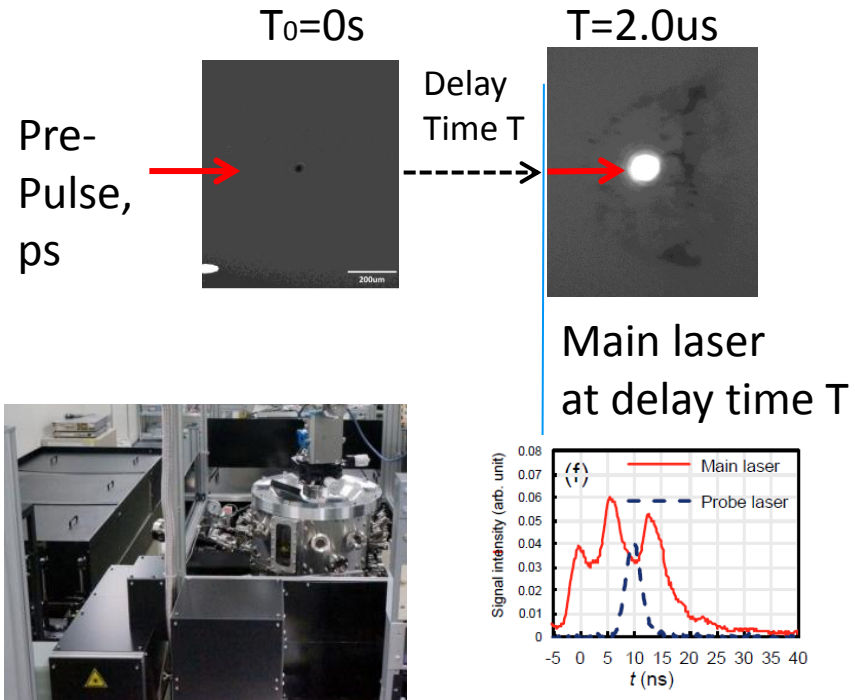 T₀=0s
T=2.0us
Pre-
Pulse,
ps
Delay
Time T
200um
Main laser
at delay time T
(f)
Main laser
Probe laser
Signal intensity (arb. unit)
0.08
0.07
0.06
0.05
0.04
0.03
0.02
0.01
0
-5 0 5 10 15 20 25 30 35 40
t (ns)